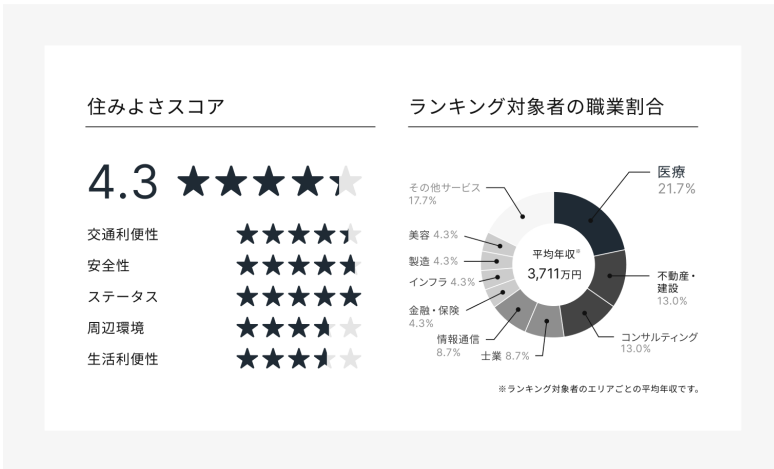 住みよさスコア
4.3
交通利便性
安全性
ステータス
周辺環境
生活利便性
ランキング対象者の職業割合
医療
21.7%
不動産・
建設
13.0%
コンサルティング
13.0%
士業 8.7%
情報通信
8.7%
金融・保険
4.3%
インフラ 4.3%
製造 4.3%
美容 4.3%
その他サービス
17.7%
平均年収※
3,711万円
※ランキング対象者のエリアごとの平均年収です。